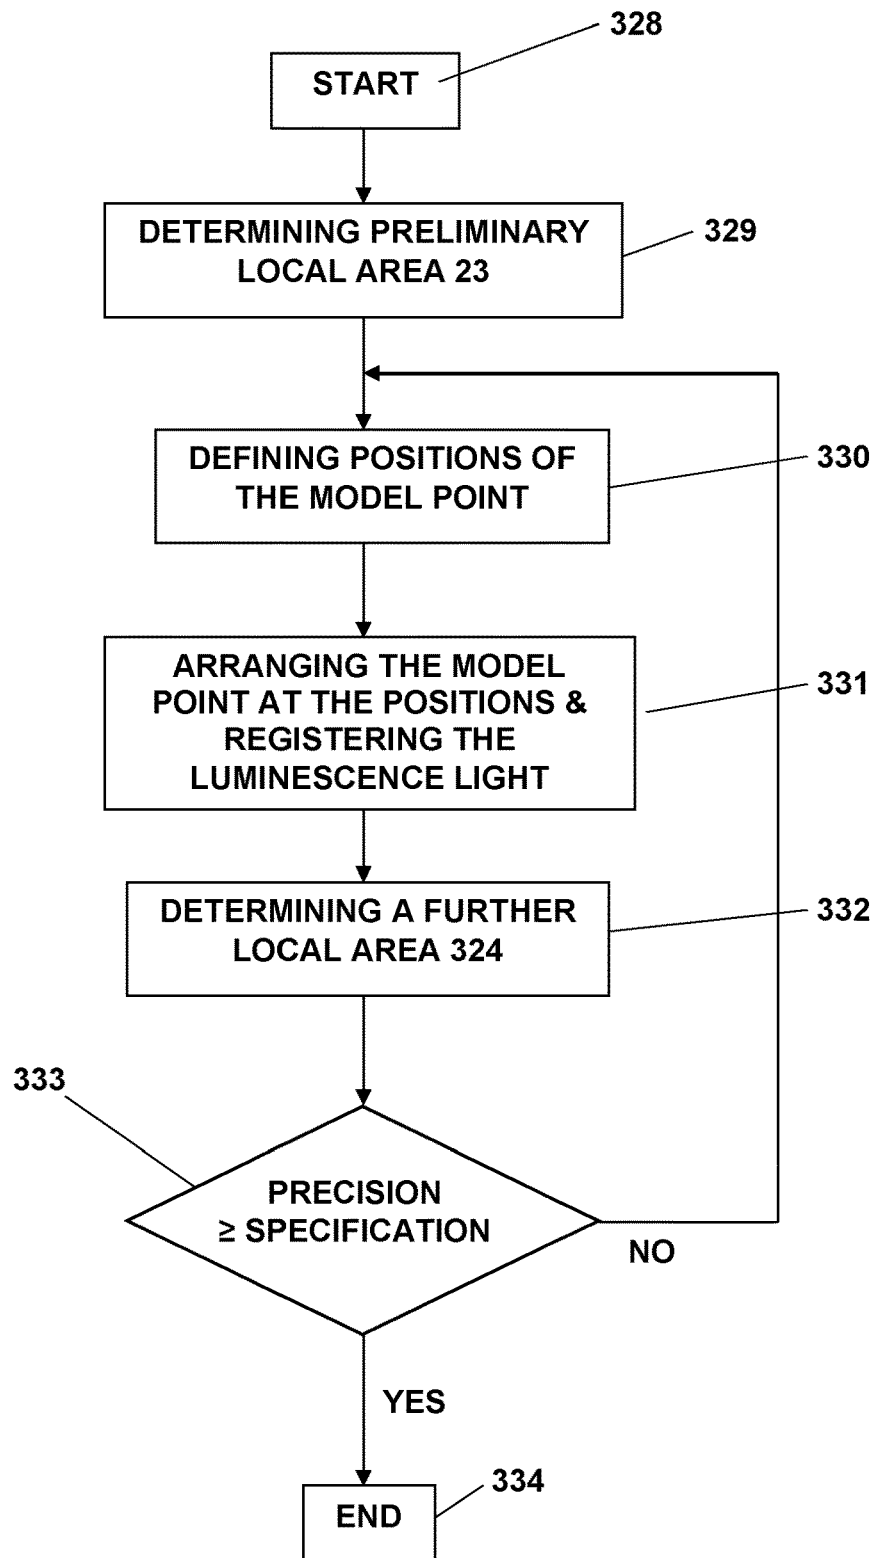 328
START
DETERMINING PRELIMINARY
LOCAL AREA 23
329
DEFINING POSITIONS OF
THE MODEL POINT
330
ARRANGING THE MODEL
POINT AT THE POSITIONS &
REGISTERING THE
LUMINESCENCE LIGHT
331
DETERMINING A FURTHER
LOCAL AREA 324
332
333
PRECISION
≥ SPECIFICATION
NO
YES
334
END